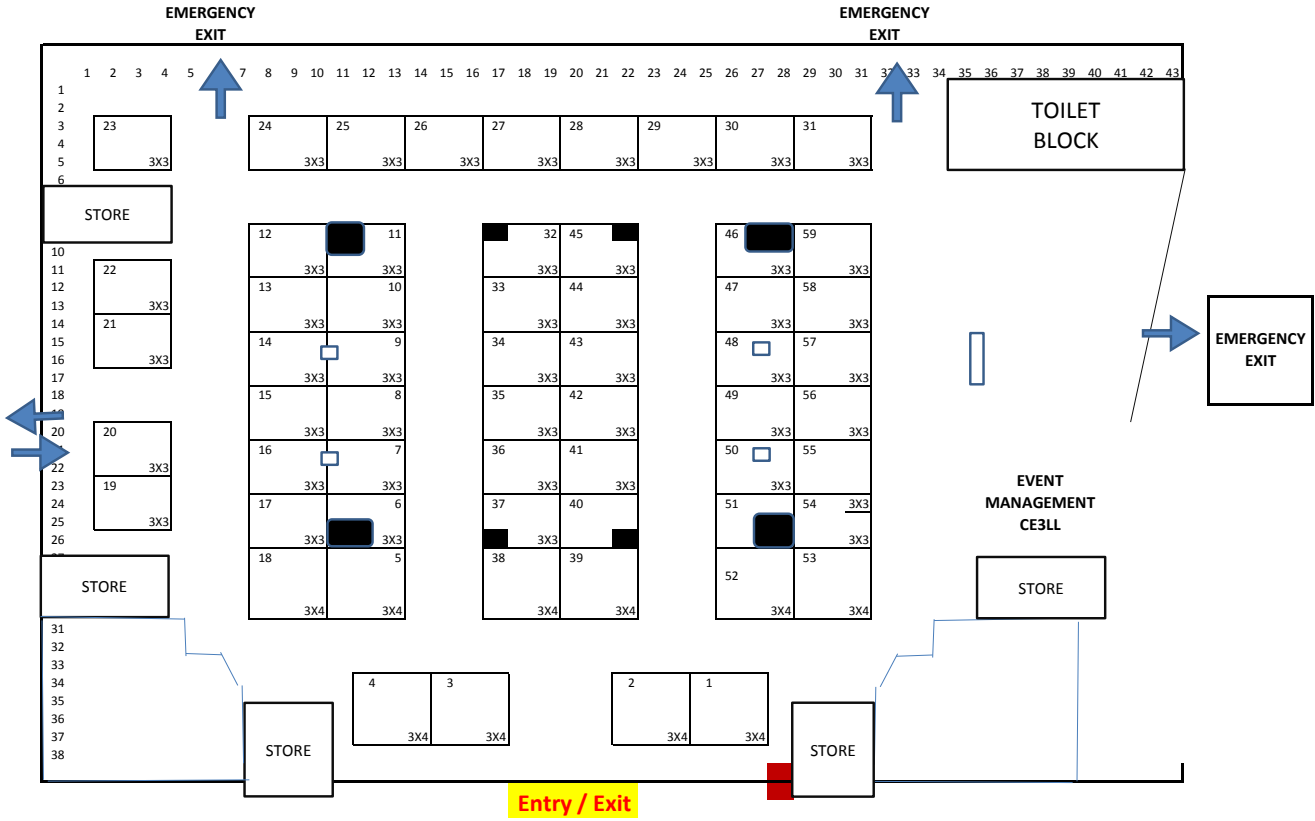 EMERGENCY EXIT
EMERGENCY EXIT
1 2 3 4 5 7 8 9 10 11 12 13 14 15 16 17 18 19 20 21 22 23 24 25 26 27 28 29 30 31 33 34 35 36 37 38 39 40 41 42 43
1
2
TOILET
BLOCK
3 23 24 25 26 27 28 29 30 31
4
5 3X3 3X3 3X3 3X3 3X3 3X3 3X3 3X3 3X3
6
STORE
12 11 32 45 46 59
10
11 22 3X3 3X3 3X3 3X3 3X3 3X3
12 13 10 33 44 47 58
13 3X3
14 21 3X3 3X3 3X3 3X3 3X3 3X3
15 14 9 34 43 48 57
16 3X3
EMERGENCY
EXIT
17 3X3 3X3 3X3 3X3 3X3 3X3
18 15 8 35 42 49 56
20 20 3X3 3X3 3X3 3X3 3X3 3X3
16 7 36 41 50 55
22 3X3
23 19 3X3 3X3 3X3 3X3 3X3
24 17 6 37 40 51 54 3X3
25 3X3
26 3X3 3X3 3X3 3X3
EVENT
MANAGEMENT
CE3LL
18 5 38 39 53
52
STORE
STORE
3X4 3X4 3X4 3X4 3X4 3X4
31
32
33
34 4 3 2 1
35
36
37 3X4 3X4 3X4 3X4
38
STORE
STORE
Entry / Exit